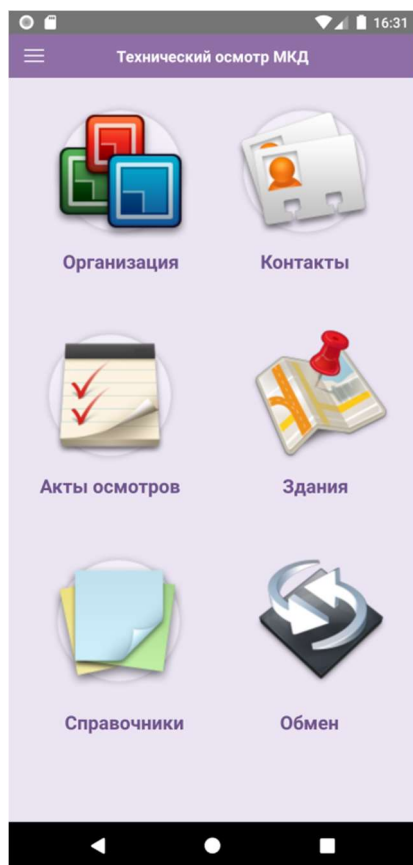 16:31
Технический осмотр МКД
Организация
Контакты
Акты осмотров
Здания
Справочники
Обмен